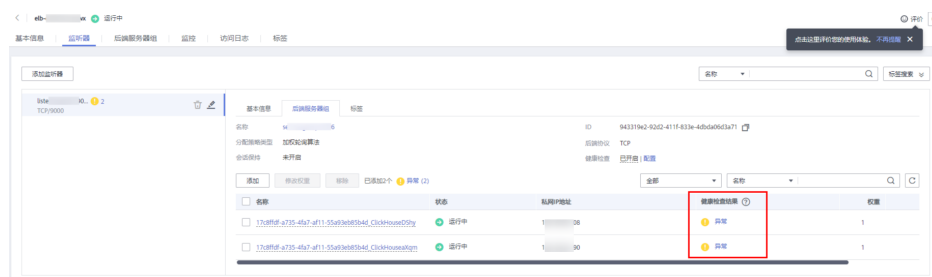 elb- x 运行中
评价
基本信息 监听器 后端服务器组 监控 访问日志 标签
点击这里评价您的使用体验。 不再提醒
添加监听器
名称
标签搜索
liste 0... 2
TCP/9000
基本信息 后端服务器组 标签
名称 6
ID 943319e2-92d2-411f-833e-4dbda06d3a71
分配策略类型 加权轮询算法
后端协议 TCP
会话保持 未开启
健康检查 已开启 | 配置
添加 修改权重 移除 已添加2个 异常 (2)
全部 名称
名称 状态 私网IP地址 健康检查结果 权重
17c8ffdf-a735-4fa7-af11-55a93eb85b4d_ClickHouseDShy 运行中 1 08 异常 1
17c8ffdf-a735-4fa7-af11-55a93eb85b4d_ClickHouseaXqm 运行中 1 90 异常 1